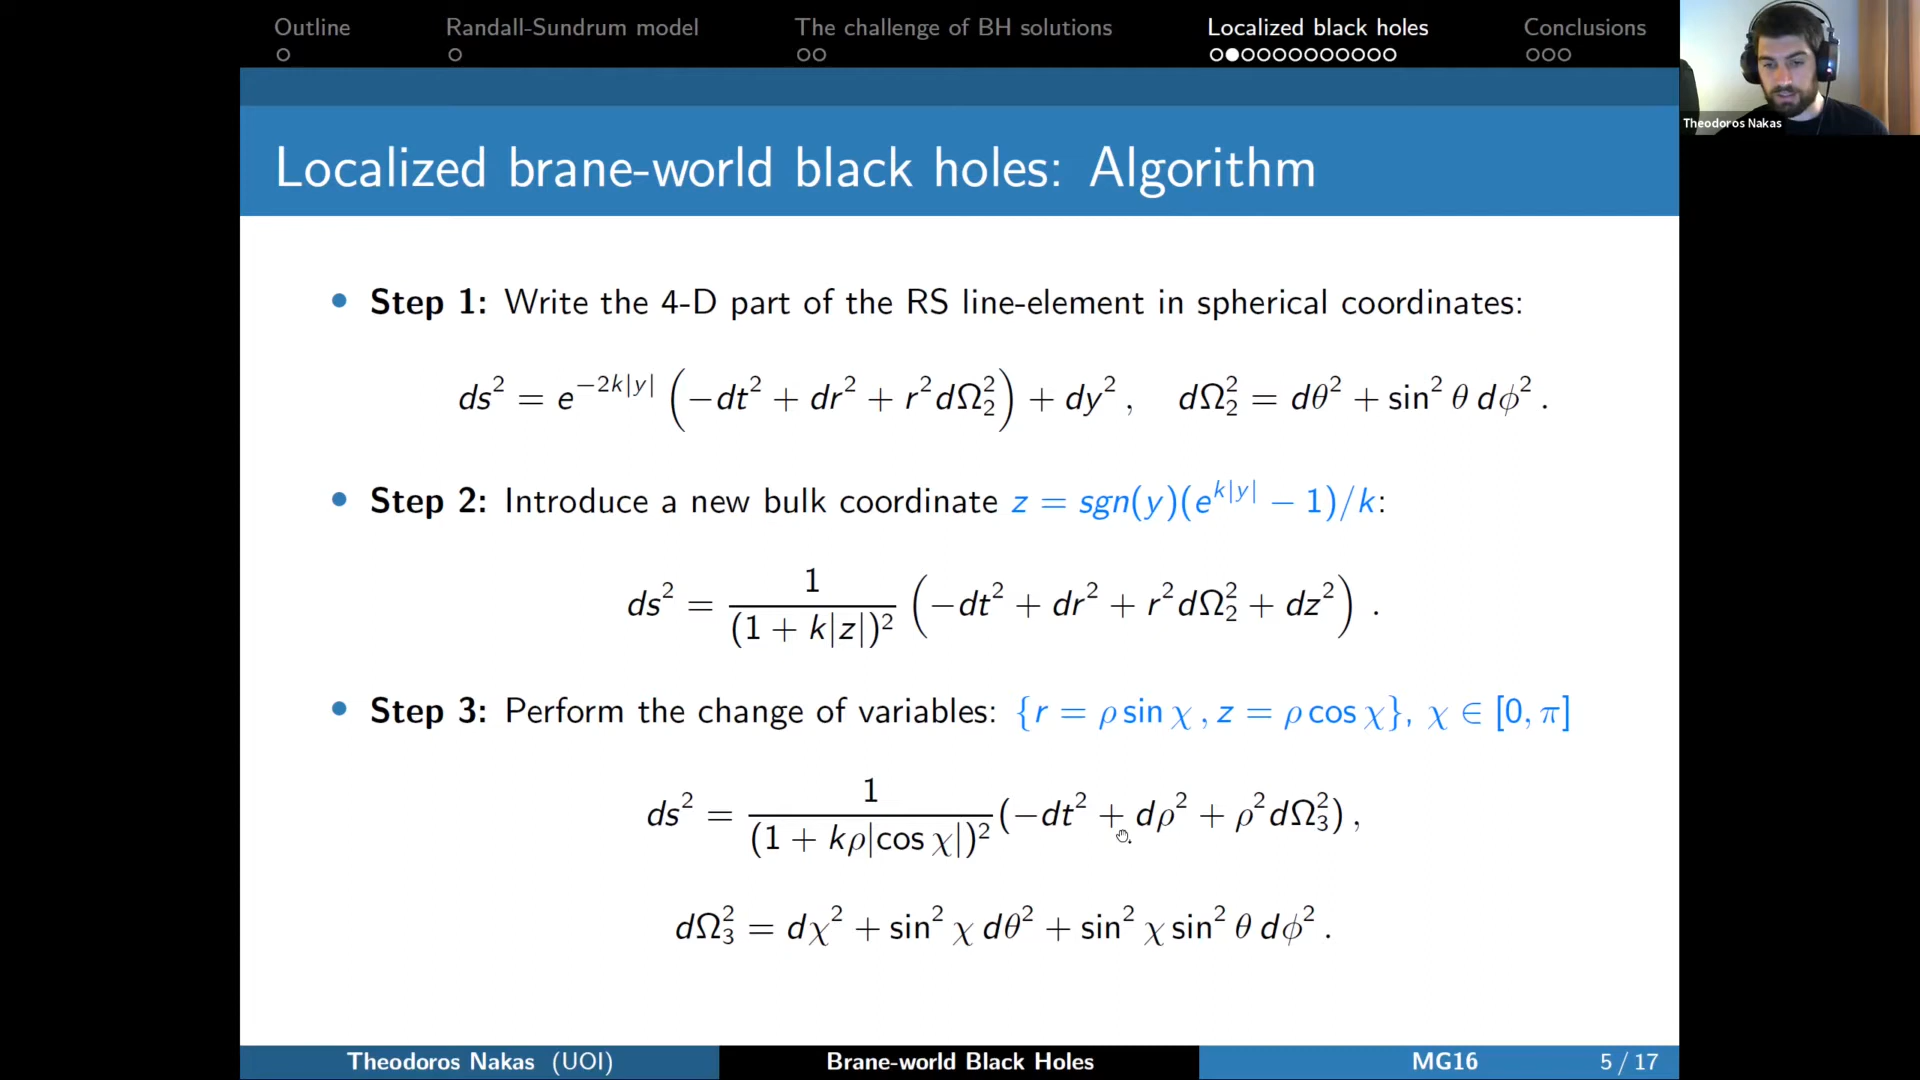 Outline Randall-Sundrum model The challenge of BH solutions Localized black holes Conclusions
Theodoros Nakas
Localized brane-world black holes: Algorithm
• Step 1: Write the 4-D part of the RS line-element in spherical coordinates:
ds² = e^{−2k|y|} (−dt² + dr² + r²dΩ₂²) + dy² , dΩ₂² = dθ² + sin² θ dϕ² .
• Step 2: Introduce a new bulk coordinate z = sgn(y)(e^{k|y|} − 1)/k:
ds² = 1/(1 + k|z|)² (−dt² + dr² + r²dΩ₂² + dz²) .
• Step 3: Perform the change of variables: {r = ρ sin χ , z = ρ cos χ}, χ ∈ [0, π]
ds² = 1/(1 + kρ|cos χ|)² (−dt² + dρ² + ρ²dΩ₃²) ,
dΩ₃² = dχ² + sin² χ dθ² + sin² χ sin² θ dϕ² .
Theodoros Nakas (UOI) Brane-world Black Holes MG16 5 / 17